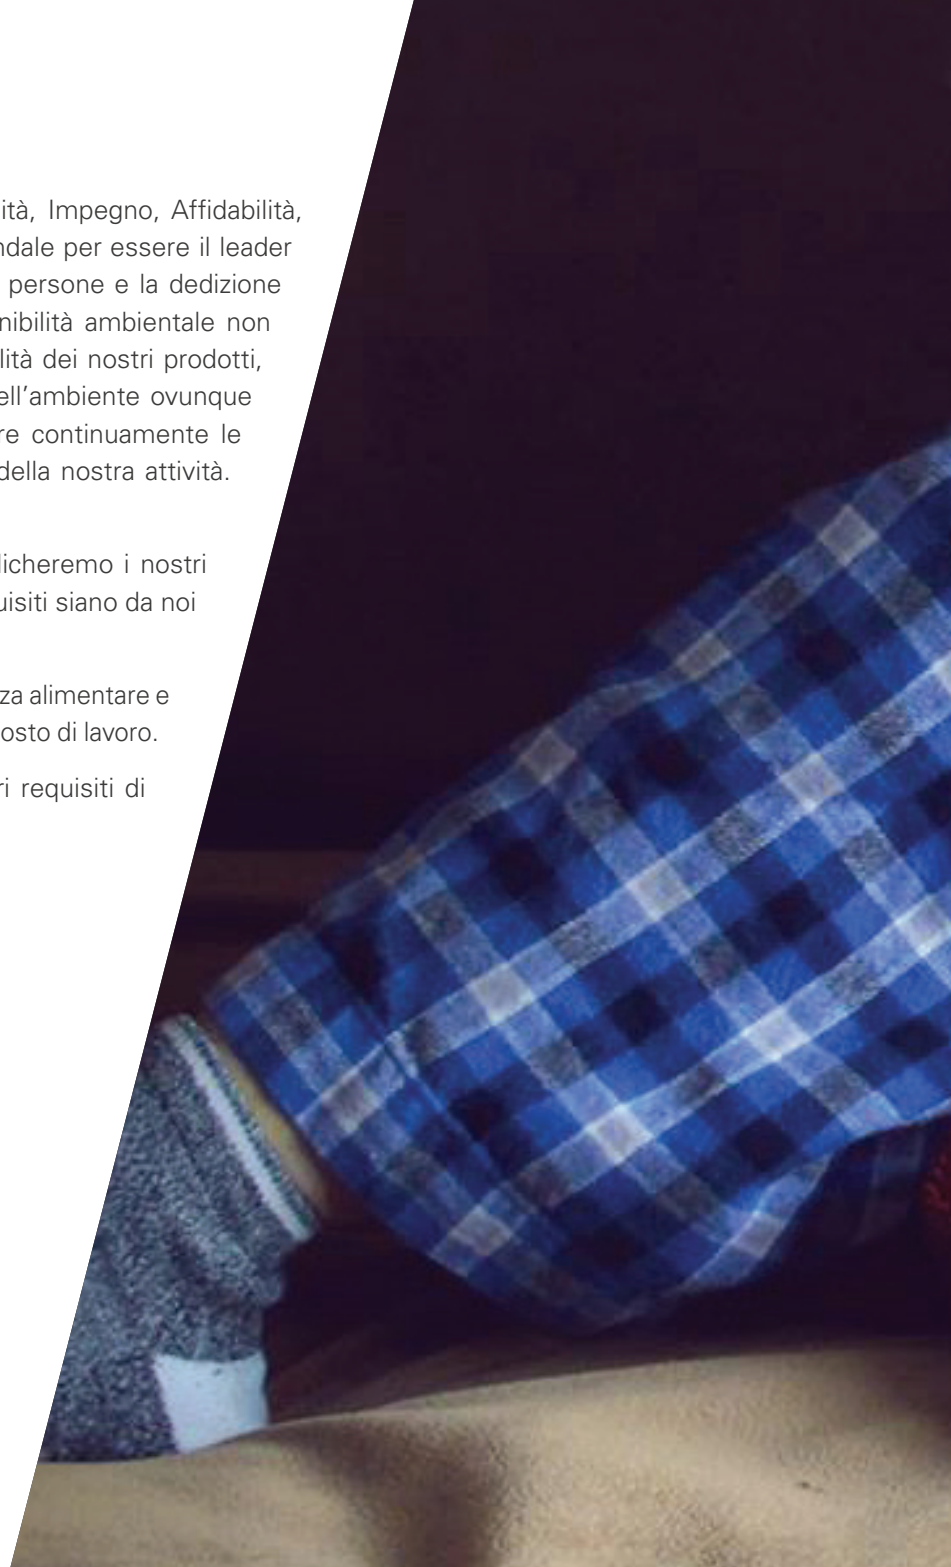 ità, Impegno, Affidabilità,
ndale per essere il leader
persone e la dedizione
nibilità ambientale non
lità dei nostri prodotti,
ell’ambiente ovunque
re continuamente le
della nostra attività.
licheremo i nostri
uisiti siano da noi
za alimentare e
osto di lavoro.
ri requisiti di